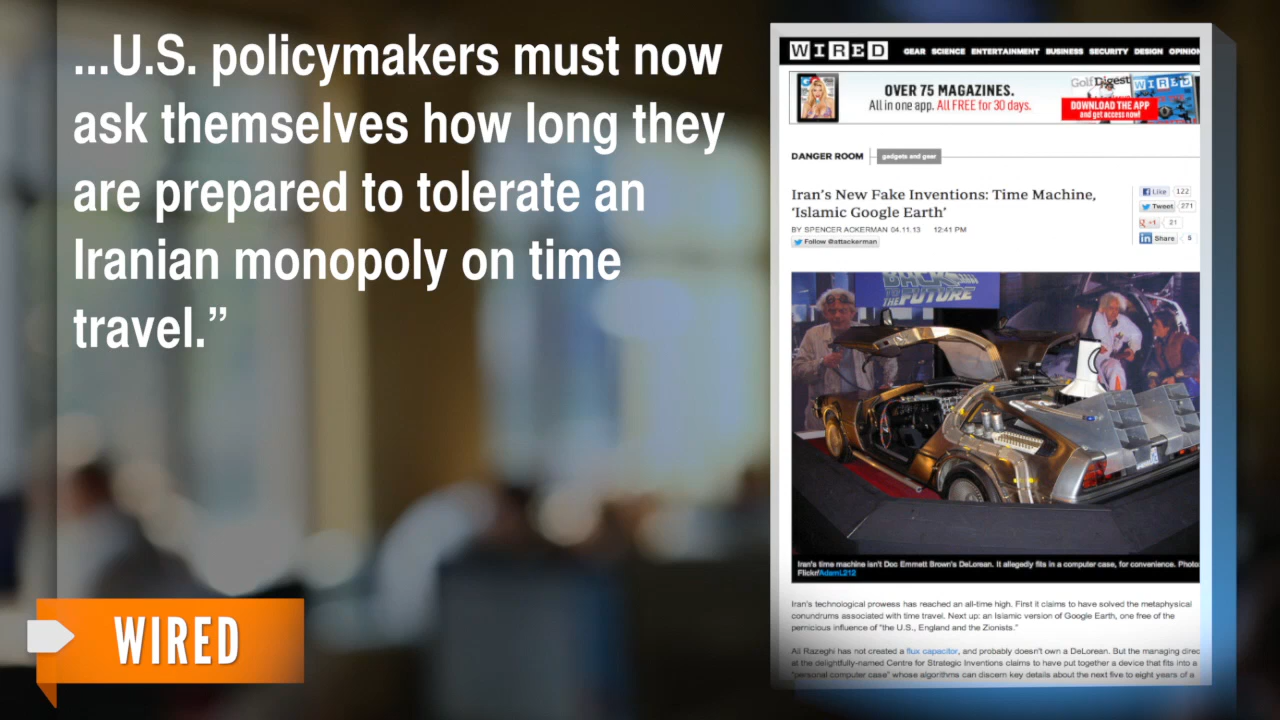 ...U.S. policymakers must now
ask themselves how long they
are prepared to tolerate an
Iranian monopoly on time
travel.”
WIRED
WIRED GEAR SCIENCE ENTERTAINMENT BUSINESS SECURITY DESIGN OPINION
OVER 75 MAGAZINES.
All in one app. All FREE for 30 days.
GolfDigest
WIRED
DOWNLOAD THE APP
and get access now!
DANGER ROOM gadgets and gear
Iran’s New Fake Inventions: Time Machine,
‘Islamic Google Earth’
BY SPENCER ACKERMAN 04.11.13 12:41 PM
Follow @attackerman
Like 122
Tweet 271
+1 21
Share 5
BACK
TO THE FUTURE
Iran's time machine isn't Doc Emmett Brown's DeLorean. It allegedly fits in a computer case, for convenience. Photo
Flickr/AdamL212
Iran's technological prowess has reached an all-time high. First it claims to have solved the metaphysical
conundrums associated with time travel. Next up: an Islamic version of Google Earth, one free of the
pernicious influence of “the U.S., England and the Zionists.”
Ali Razeghi has not created a flux capacitor, and probably doesn't own a DeLorean. But the managing direc
at the delightfully-named Centre for Strategic Inventions claims to have put together a device that fits into a
“personal computer case” whose algorithms can discern key details about the next five to eight years of a